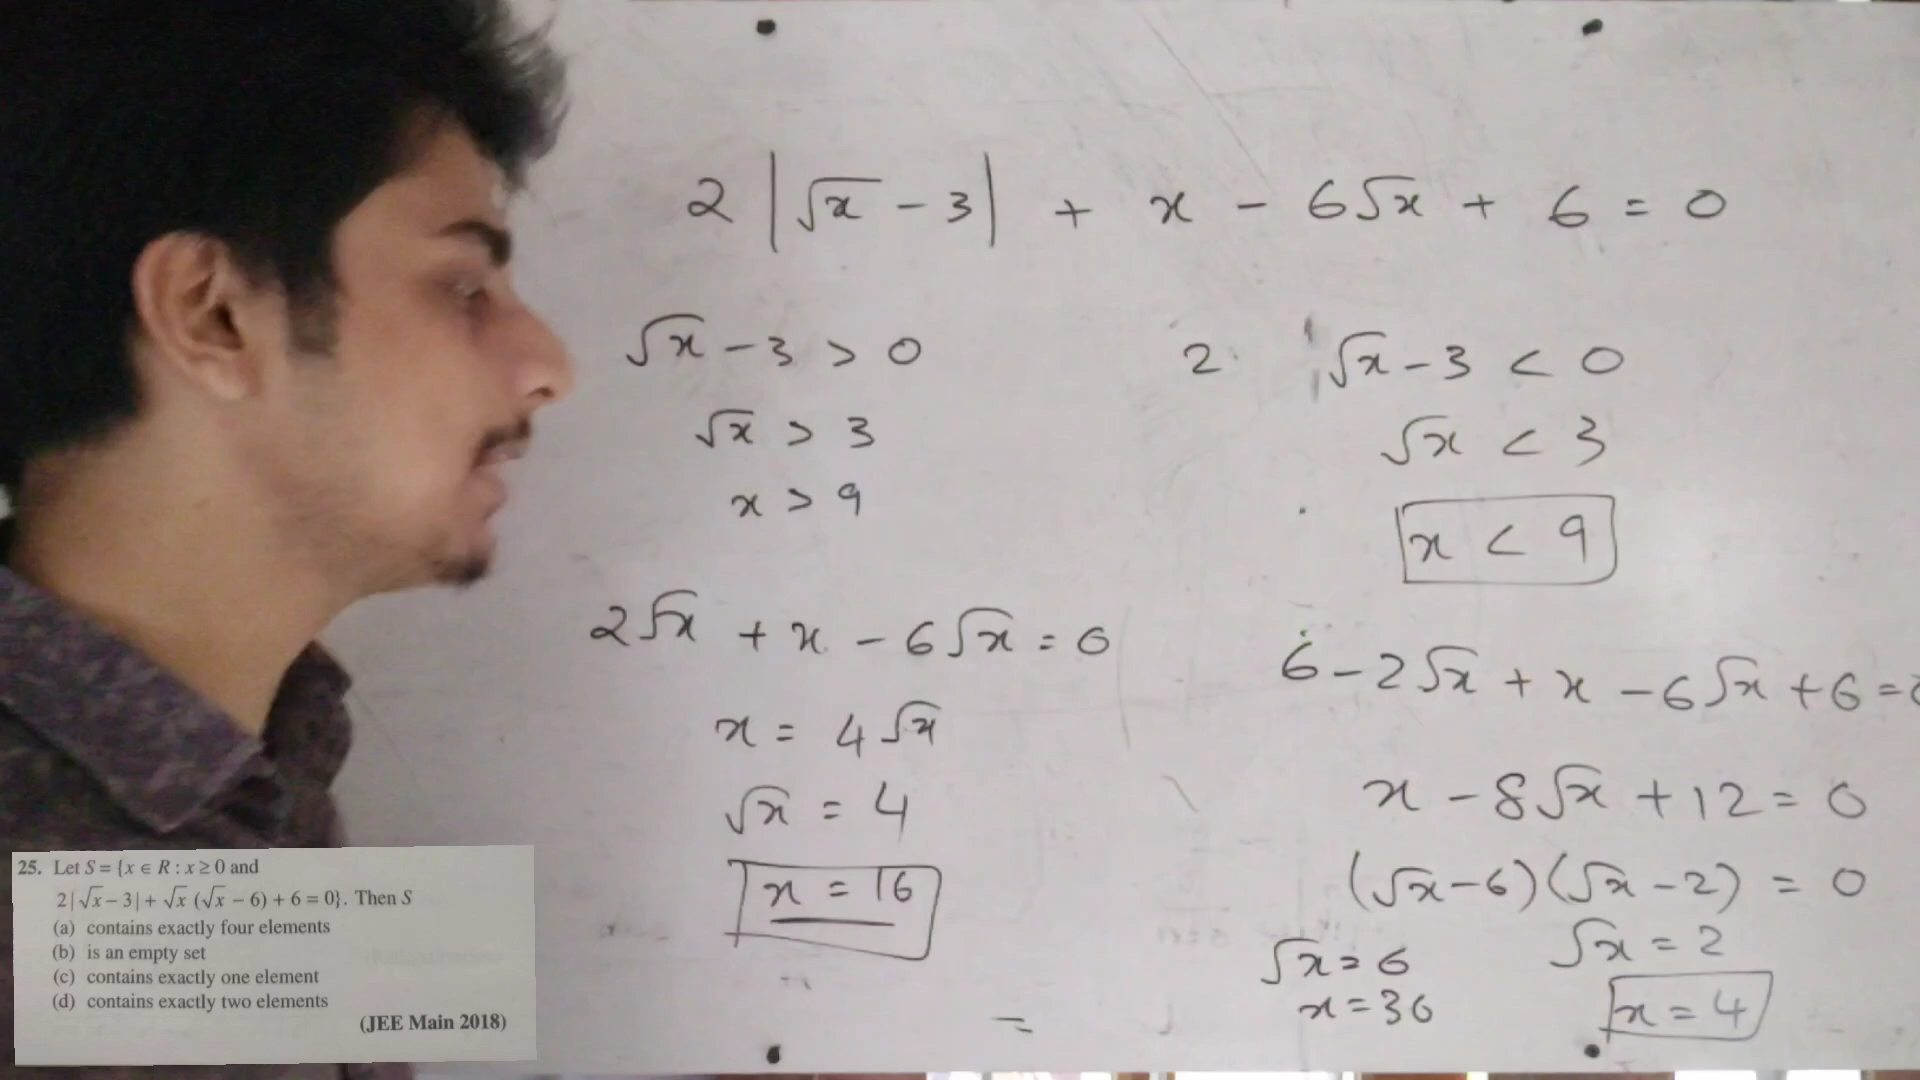 2|√x - 3| + x - 6√x + 6 = 0
√x - 3 > 0
√x > 3
x > 9
2√x + x - 6√x = 0
x = 4√x
√x = 4
x = 16
2. √x - 3 < 0
√x < 3
x < 9
6 - 2√x + x - 6√x + 6 =
x - 8√x + 12 = 0
(√x - 6)(√x - 2) = 0
√x = 6
x = 36
√x = 2
x = 4
25. Let S = {x ∈ R : x ≥ 0 and
2|√x - 3| + √x (√x - 6) + 6 = 0}. Then S
(a) contains exactly four elements
(b) is an empty set
(c) contains exactly one element
(d) contains exactly two elements
(JEE Main 2018)